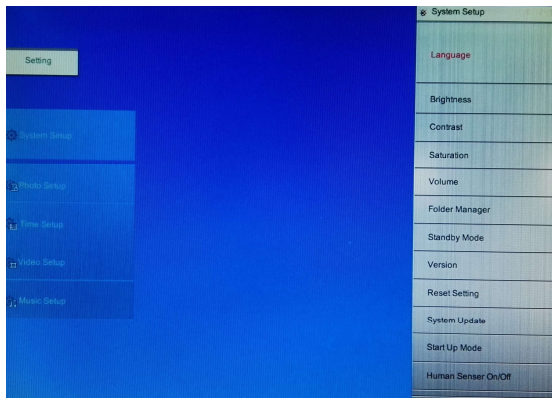 Setting
System Setup
Photo Setup
Time Setup
Video Setup
Music Setup
System Setup
Language
Brightness
Contrast
Saturation
Volume
Folder Manager
Standby Mode
Version
Reset Setting
System Update
Start Up Mode
Human Senser On/Off